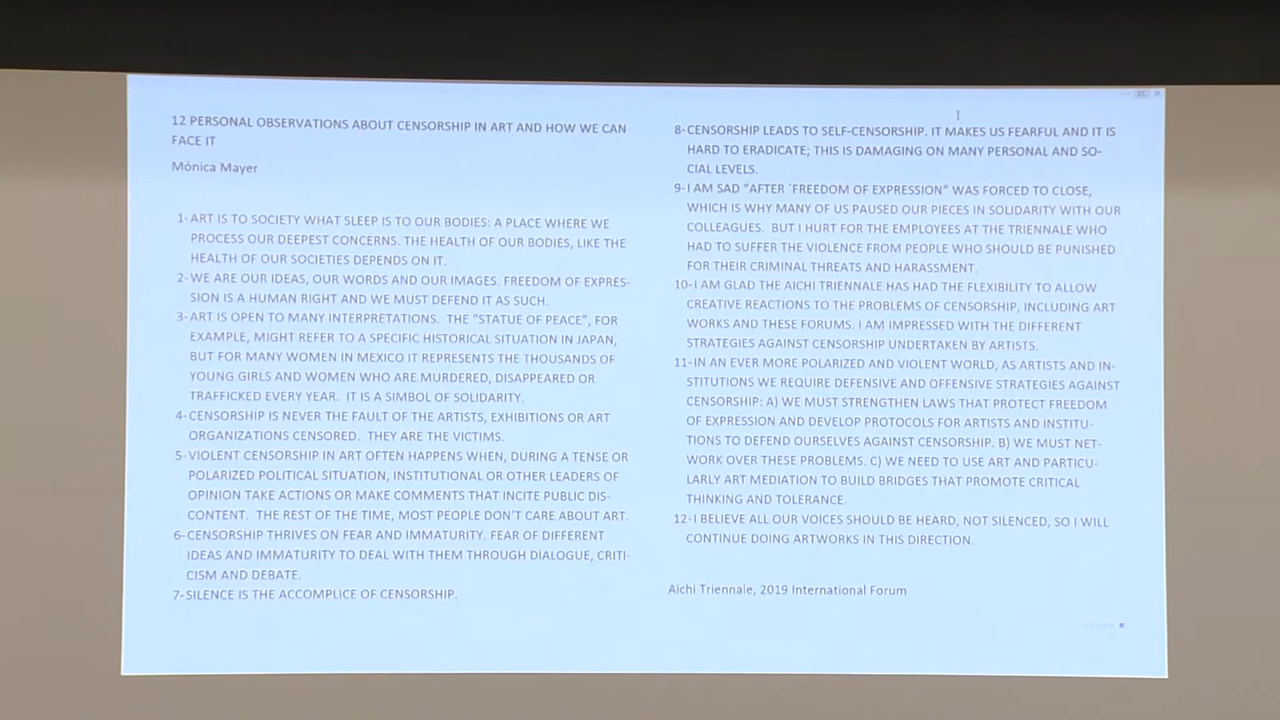 12 PERSONAL OBSERVATIONS ABOUT CENSORSHIP IN ART AND HOW WE CAN
FACE IT
Mónica Mayer
1- ART IS TO SOCIETY WHAT SLEEP IS TO OUR BODIES: A PLACE WHERE WE
PROCESS OUR DEEPEST CONCERNS. THE HEALTH OF OUR BODIES, LIKE THE
HEALTH OF OUR SOCIETIES DEPENDS ON IT.
2- WE ARE OUR IDEAS, OUR WORDS AND OUR IMAGES. FREEDOM OF EXPRES-
SION IS A HUMAN RIGHT AND WE MUST DEFEND IT AS SUCH.
3- ART IS OPEN TO MANY INTERPRETATIONS. THE "STATUE OF PEACE", FOR
EXAMPLE, MIGHT REFER TO A SPECIFIC HISTORICAL SITUATION IN JAPAN,
BUT FOR MANY WOMEN IN MEXICO IT REPRESENTS THE THOUSANDS OF
YOUNG GIRLS AND WOMEN WHO ARE MURDERED, DISAPPEARED OR
TRAFFICKED EVERY YEAR. IT IS A SIMBOL OF SOLIDARITY.
4- CENSORSHIP IS NEVER THE FAULT OF THE ARTISTS, EXHIBITIONS OR ART
ORGANIZATIONS CENSORED. THEY ARE THE VICTIMS.
5- VIOLENT CENSORSHIP IN ART OFTEN HAPPENS WHEN, DURING A TENSE OR
POLARIZED POLITICAL SITUATION, INSTITUTIONAL OR OTHER LEADERS OF
OPINION TAKE ACTIONS OR MAKE COMMENTS THAT INCITE PUBLIC DIS-
CONTENT. THE REST OF THE TIME, MOST PEOPLE DON'T CARE ABOUT ART.
6- CENSORSHIP THRIVES ON FEAR AND IMMATURITY. FEAR OF DIFFERENT
IDEAS AND IMMATURITY TO DEAL WITH THEM THROUGH DIALOGUE, CRITI-
CISM AND DEBATE.
7- SILENCE IS THE ACCOMPLICE OF CENSORSHIP.
8- CENSORSHIP LEADS TO SELF-CENSORSHIP. IT MAKES US FEARFUL AND IT IS
HARD TO ERADICATE; THIS IS DAMAGING ON MANY PERSONAL AND SO-
CIAL LEVELS.
9- I AM SAD "AFTER ´FREEDOM OF EXPRESSION" WAS FORCED TO CLOSE,
WHICH IS WHY MANY OF US PAUSED OUR PIECES IN SOLIDARITY WITH OUR
COLLEAGUES. BUT I HURT FOR THE EMPLOYEES AT THE TRIENNALE WHO
HAD TO SUFFER THE VIOLENCE FROM PEOPLE WHO SHOULD BE PUNISHED
FOR THEIR CRIMINAL THREATS AND HARASSMENT.
10- I AM GLAD THE AICHI TRIENNALE HAS HAD THE FLEXIBILITY TO ALLOW
CREATIVE REACTIONS TO THE PROBLEMS OF CENSORSHIP, INCLUDING ART
WORKS AND THESE FORUMS. I AM IMPRESSED WITH THE DIFFERENT
STRATEGIES AGAINST CENSORSHIP UNDERTAKEN BY ARTISTS.
11- IN AN EVER MORE POLARIZED AND VIOLENT WORLD, AS ARTISTS AND IN-
STITUTIONS WE REQUIRE DEFENSIVE AND OFFENSIVE STRATEGIES AGAINST
CENSORSHIP: A) WE MUST STRENGTHEN LAWS THAT PROTECT FREEDOM
OF EXPRESSION AND DEVELOP PROTOCOLS FOR ARTISTS AND INSTITU-
TIONS TO DEFEND OURSELVES AGAINST CENSORSHIP. B) WE MUST NET-
WORK OVER THESE PROBLEMS. C) WE NEED TO USE ART AND PARTICU-
LARLY ART MEDIATION TO BUILD BRIDGES THAT PROMOTE CRITICAL
THINKING AND TOLERANCE.
12- I BELIEVE ALL OUR VOICES SHOULD BE HEARD, NOT SILENCED, SO I WILL
CONTINUE DOING ARTWORKS IN THIS DIRECTION.
Aichi Triennale, 2019 International Forum